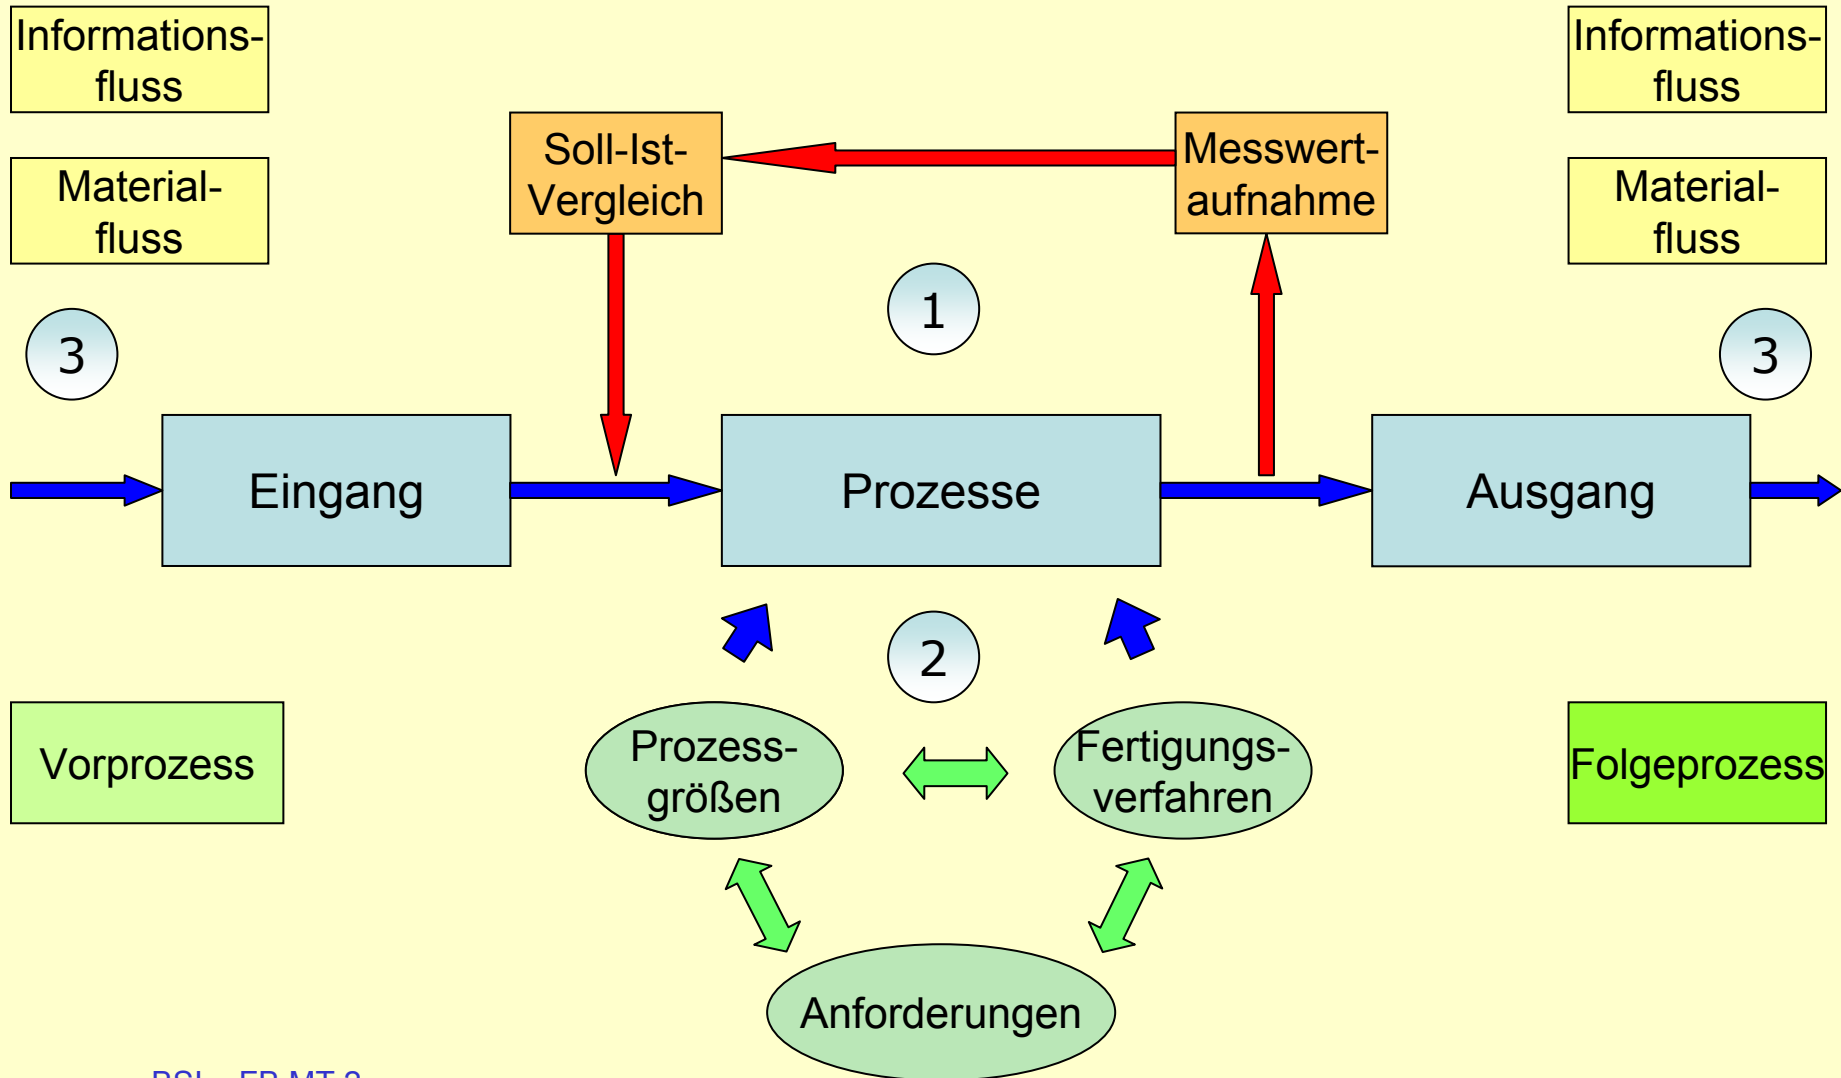 Informations-
fluss
Informations-
fluss
Soll-Ist-
Vergleich
Messwert-
aufnahme
Material-
fluss
Material-
fluss
1
3
3
Eingang
Prozesse
Ausgang
2
Vorprozess
Prozess-
größen
Fertigungs-
verfahren
Folgeprozess
Anforderungen